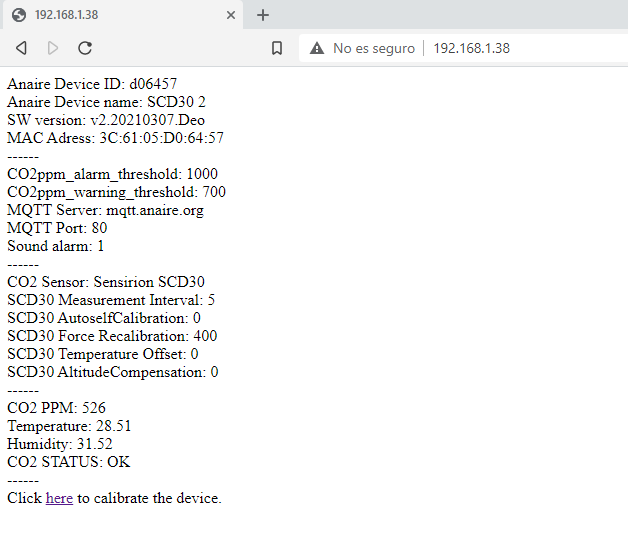 192.168.1.38
No es seguro 192.168.1.38
Anaire Device ID: d06457
Anaire Device name: SCD30 2
SW version: v2.20210307.Deo
MAC Adress: 3C:61:05:D0:64:57
------
CO2ppm_alarm_threshold: 1000
CO2ppm_warning_threshold: 700
MQTT Server: mqtt.anaire.org
MQTT Port: 80
Sound alarm: 1
------
CO2 Sensor: Sensirion SCD30
SCD30 Measurement Interval: 5
SCD30 AutoselfCalibration: 0
SCD30 Force Recalibration: 400
SCD30 Temperature Offset: 0
SCD30 AltitudeCompensation: 0
------
CO2 PPM: 526
Temperature: 28.51
Humidity: 31.52
CO2 STATUS: OK
------
Click here to calibrate the device.